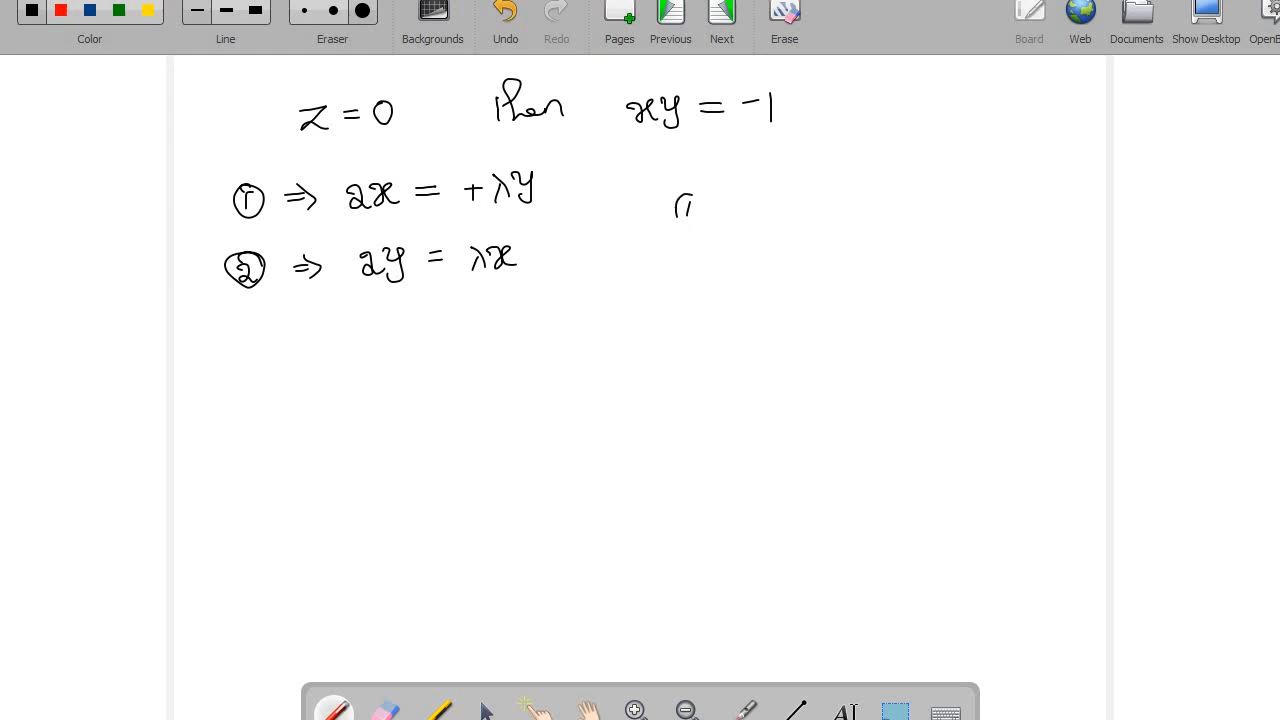 Color Line Eraser Backgrounds Undo Redo Pages Previous Next Erase Board Web Documents Show Desktop OpenE
z = 0 then xy = -1
① ⇒ 2x = +λy
② ⇒ 2y = λx